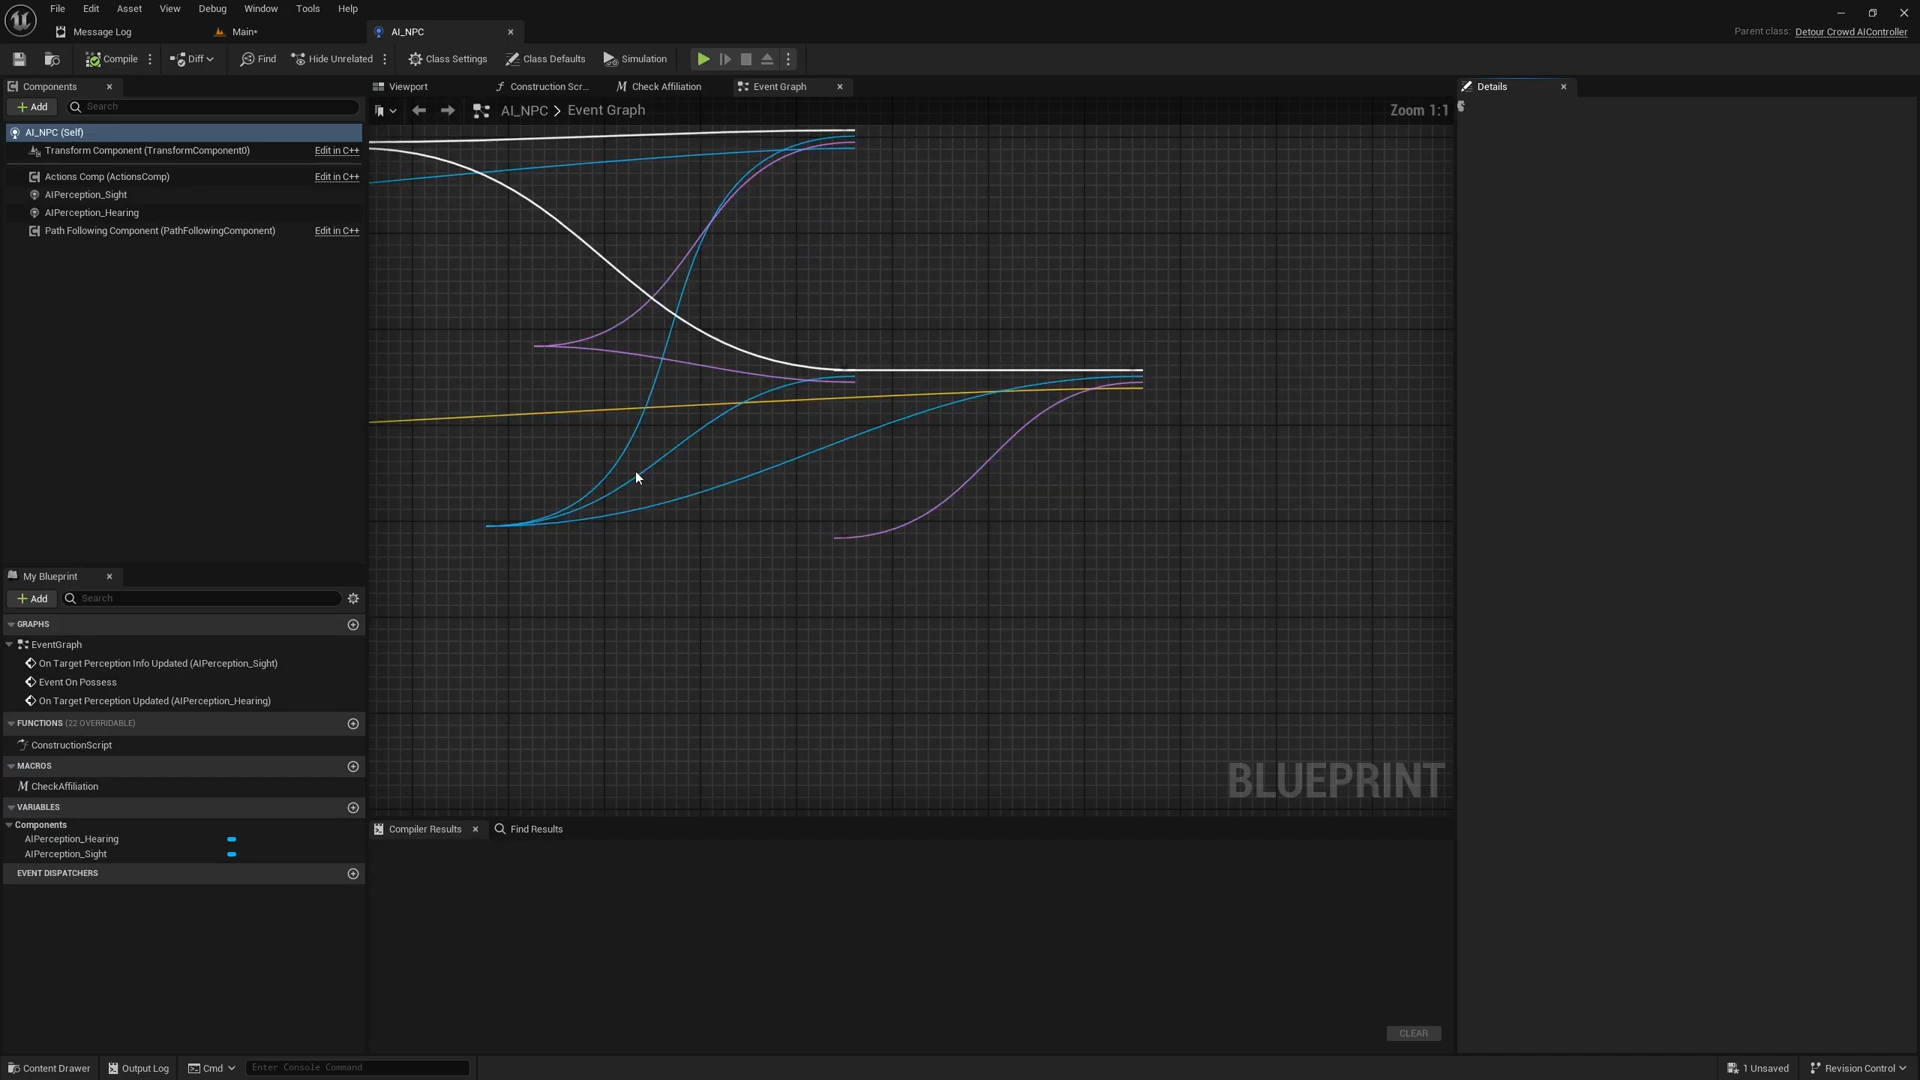 File Edit Asset View Debug Window Tools Help
Message Log
Main*
AI_NPC
Parent class: Detour Crowd AIController
Compile
Diff
Find
Hide Unrelated
Class Settings
Class Defaults
Simulation
Components
Viewport
Construction Scr...
Check Affiliation
Event Graph
Details
Add
Search
AI_NPC > Event Graph
Zoom 1:1
AI_NPC (Self)
Transform Component (TransformComponent0) Edit in C++
Actions Comp (ActionsComp) Edit in C++
AIPerception_Sight
AIPerception_Hearing
Path Following Component (PathFollowingComponent) Edit in C++
My Blueprint
Add
Search
GRAPHS
EventGraph
On Target Perception Info Updated (AIPerception_Sight)
Event On Possess
On Target Perception Updated (AIPerception_Hearing)
FUNCTIONS (22 OVERRIDABLE)
ConstructionScript
MACROS
CheckAffiliation
VARIABLES
Components
AIPerception_Hearing
AIPerception_Sight
EVENT DISPATCHERS
BLUEPRINT
Compiler Results
Find Results
CLEAR
Content Drawer
Output Log
Cmd
Enter Console Command
1 Unsaved
Revision Control